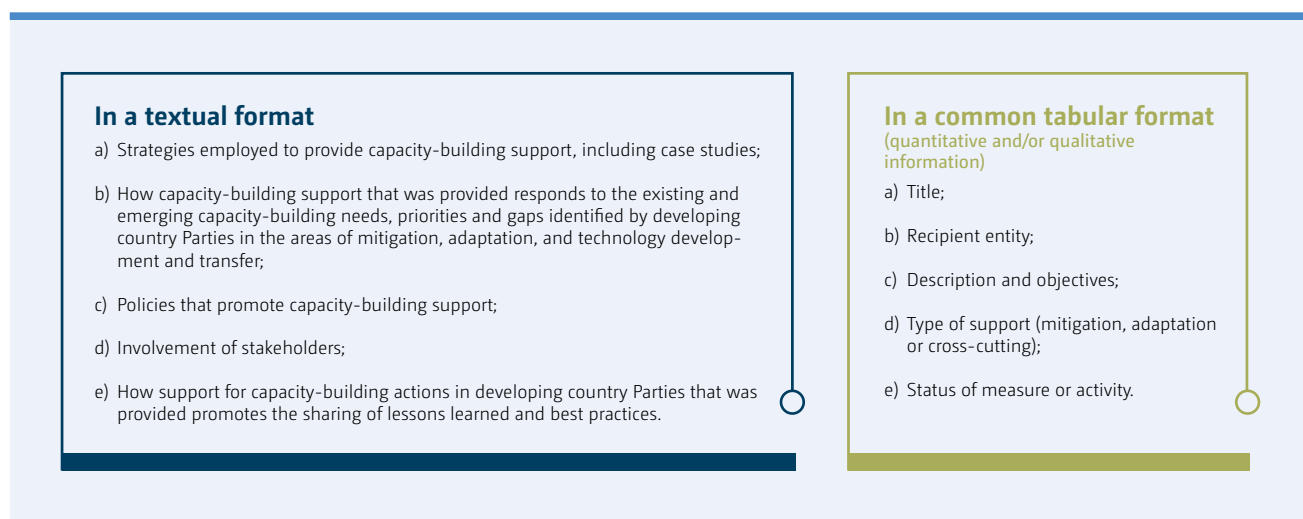 In a textual format
a) Strategies employed to provide capacity-building support, including case studies;
b) How capacity-building support that was provided responds to the existing and
emerging capacity-building needs, priorities and gaps identified by developing
country Parties in the areas of mitigation, adaptation, and technology develop-
ment and transfer;
c) Policies that promote capacity-building support;
d) Involvement of stakeholders;
e) How support for capacity-building actions in developing country Parties that was
provided promotes the sharing of lessons learned and best practices.
In a common tabular format
(quantitative and/or qualitative
information)
a) Title;
b) Recipient entity;
c) Description and objectives;
d) Type of support (mitigation, adaptation
or cross-cutting);
e) Status of measure or activity.